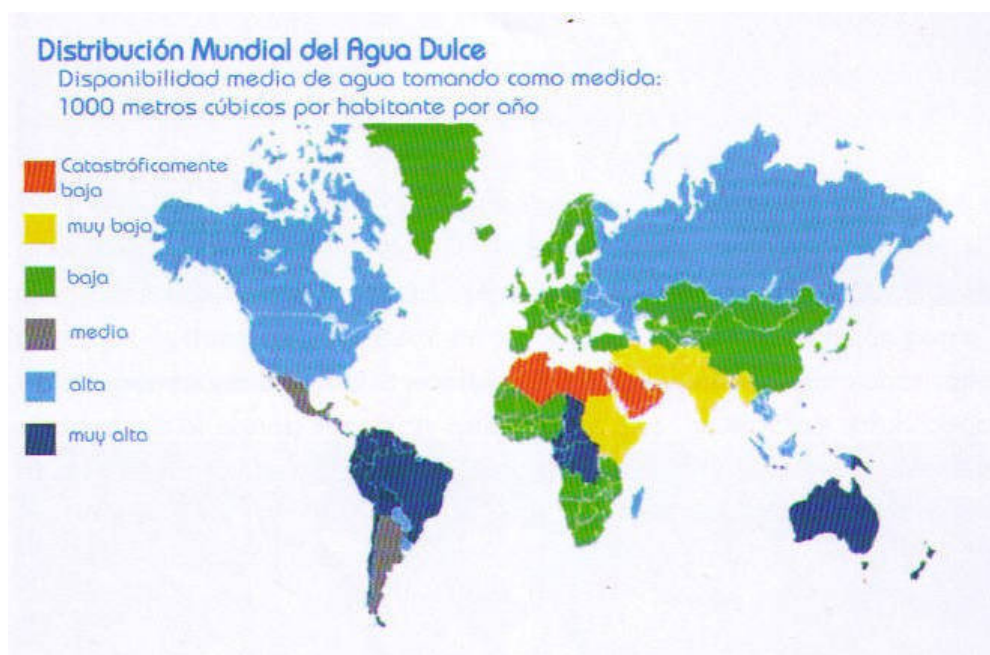 Distribución Mundial del Agua Dulce
Disponibilidad media de agua tomando como medida:
1000 metros cúbicos por habitante por año
Catastróficamente
baja
muy baja
baja
media
alta
muy alta